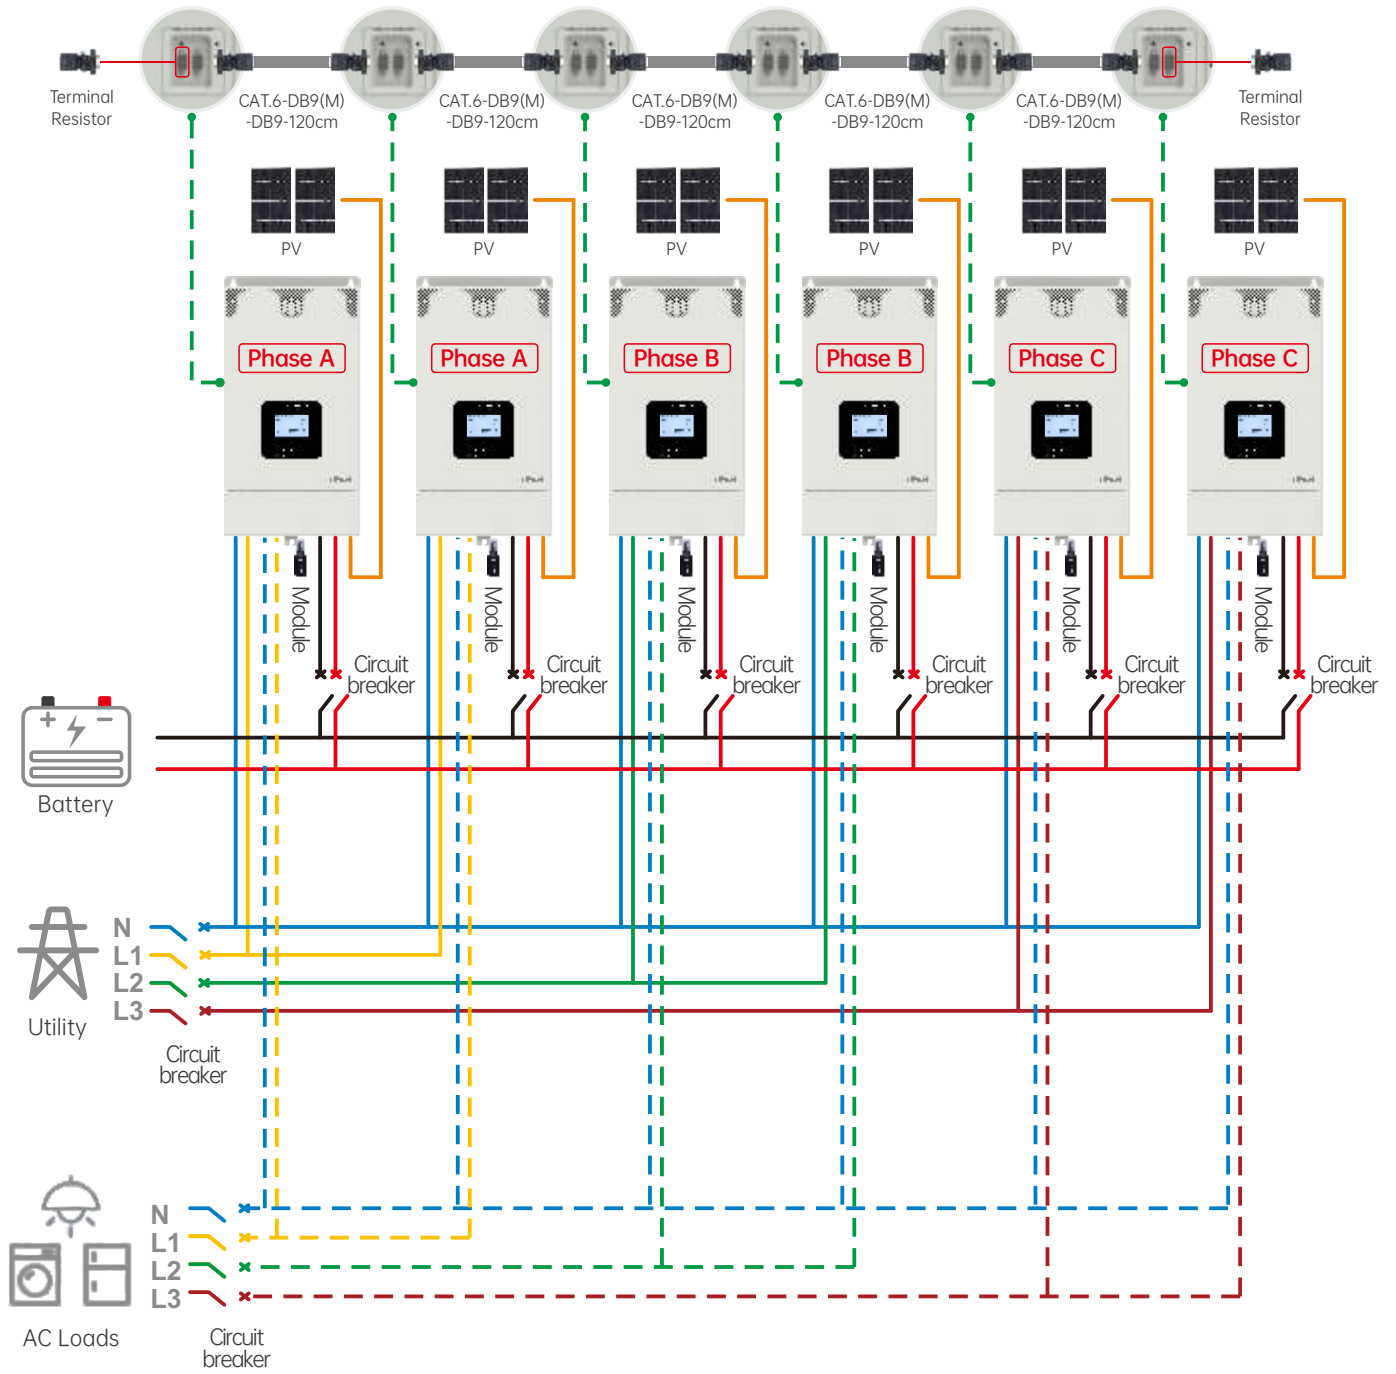 Terminal
Resistor
CAT.6-DB9(M)
-DB9-120cm
CAT.6-DB9(M)
-DB9-120cm
CAT.6-DB9(M)
-DB9-120cm
CAT.6-DB9(M)
-DB9-120cm
CAT.6-DB9(M)
-DB9-120cm
Terminal
Resistor
PV
PV
PV
PV
PV
PV
Phase A
Phase A
Phase B
Phase B
Phase C
Phase C
Module
Module
Module
Module
Module
Module
Circuit
breaker
Circuit
breaker
Circuit
breaker
Circuit
breaker
Circuit
breaker
Circuit
breaker
+ −
Battery
N
L1
L2
L3
Utility
Circuit
breaker
N
L1
L2
L3
AC Loads
Circuit
breaker